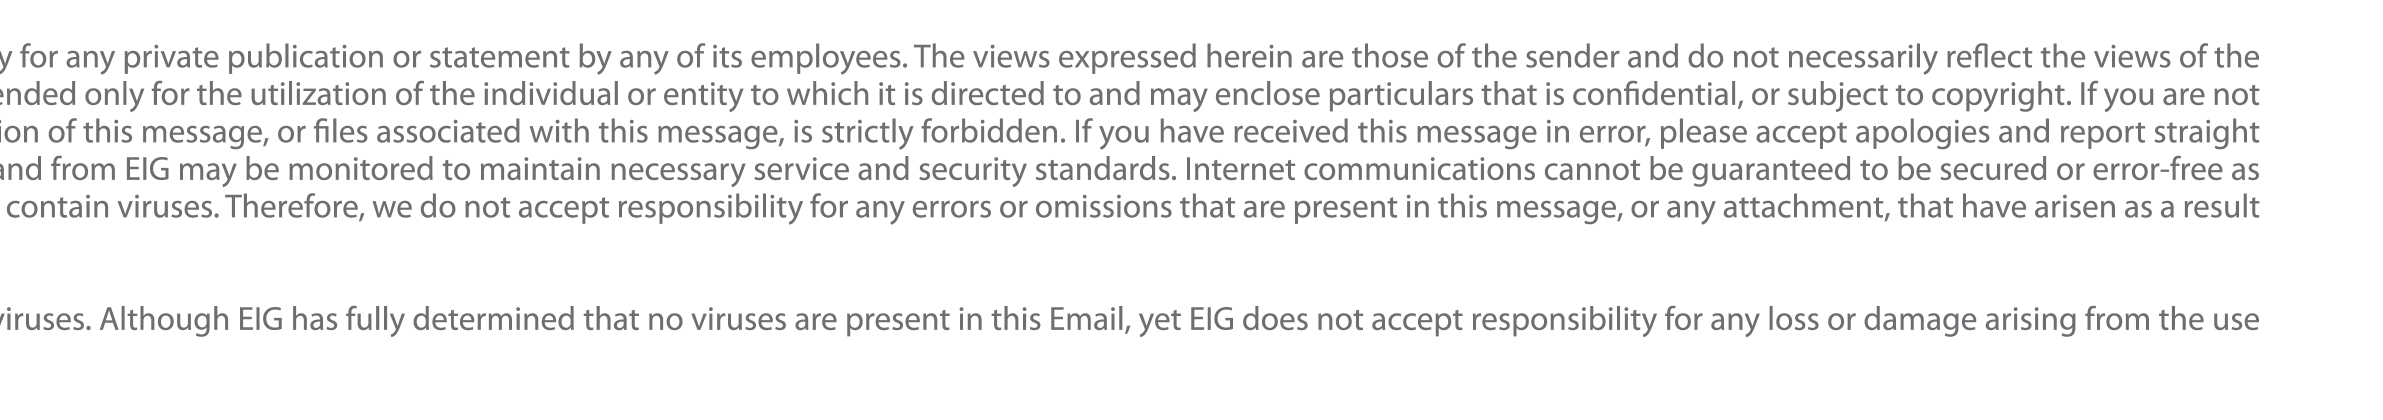 y for any private publication or statement by any of its employees. The views expressed herein are those of the sender and do not necessarily reflect the views of the
ended only for the utilization of the individual or entity to which it is directed to and may enclose particulars that is confidential, or subject to copyright. If you are not
ion of this message, or files associated with this message, is strictly forbidden. If you have received this message in error, please accept apologies and report straight
and from EIG may be monitored to maintain necessary service and security standards. Internet communications cannot be guaranteed to be secured or error-free as
contain viruses. Therefore, we do not accept responsibility for any errors or omissions that are present in this message, or any attachment, that have arisen as a result
viruses. Although EIG has fully determined that no viruses are present in this Email, yet EIG does not accept responsibility for any loss or damage arising from the use